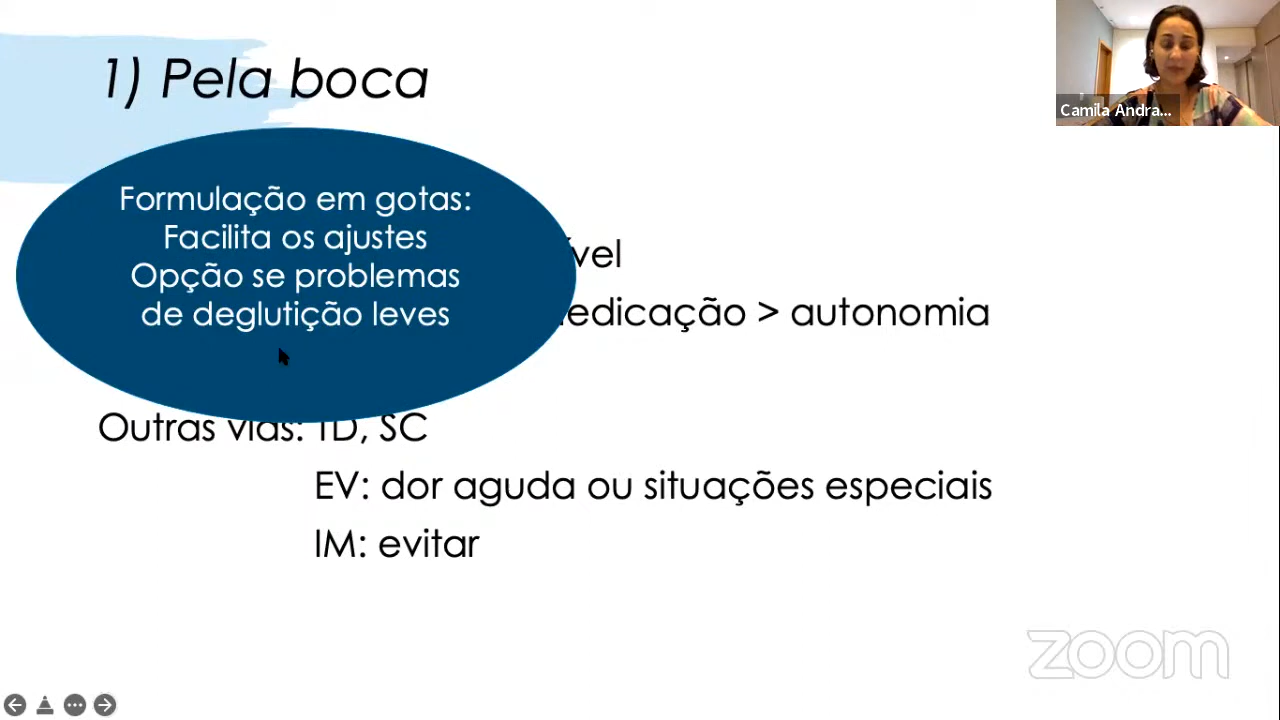 1) Pela boca
Camila Andra...
Formulação em gotas:
Facilita os ajustes
Opção se problemas
de deglutição leves
ível
edicação > autonomia
Outras vias: TD, SC
EV: dor aguda ou situações especiais
IM: evitar
zoom